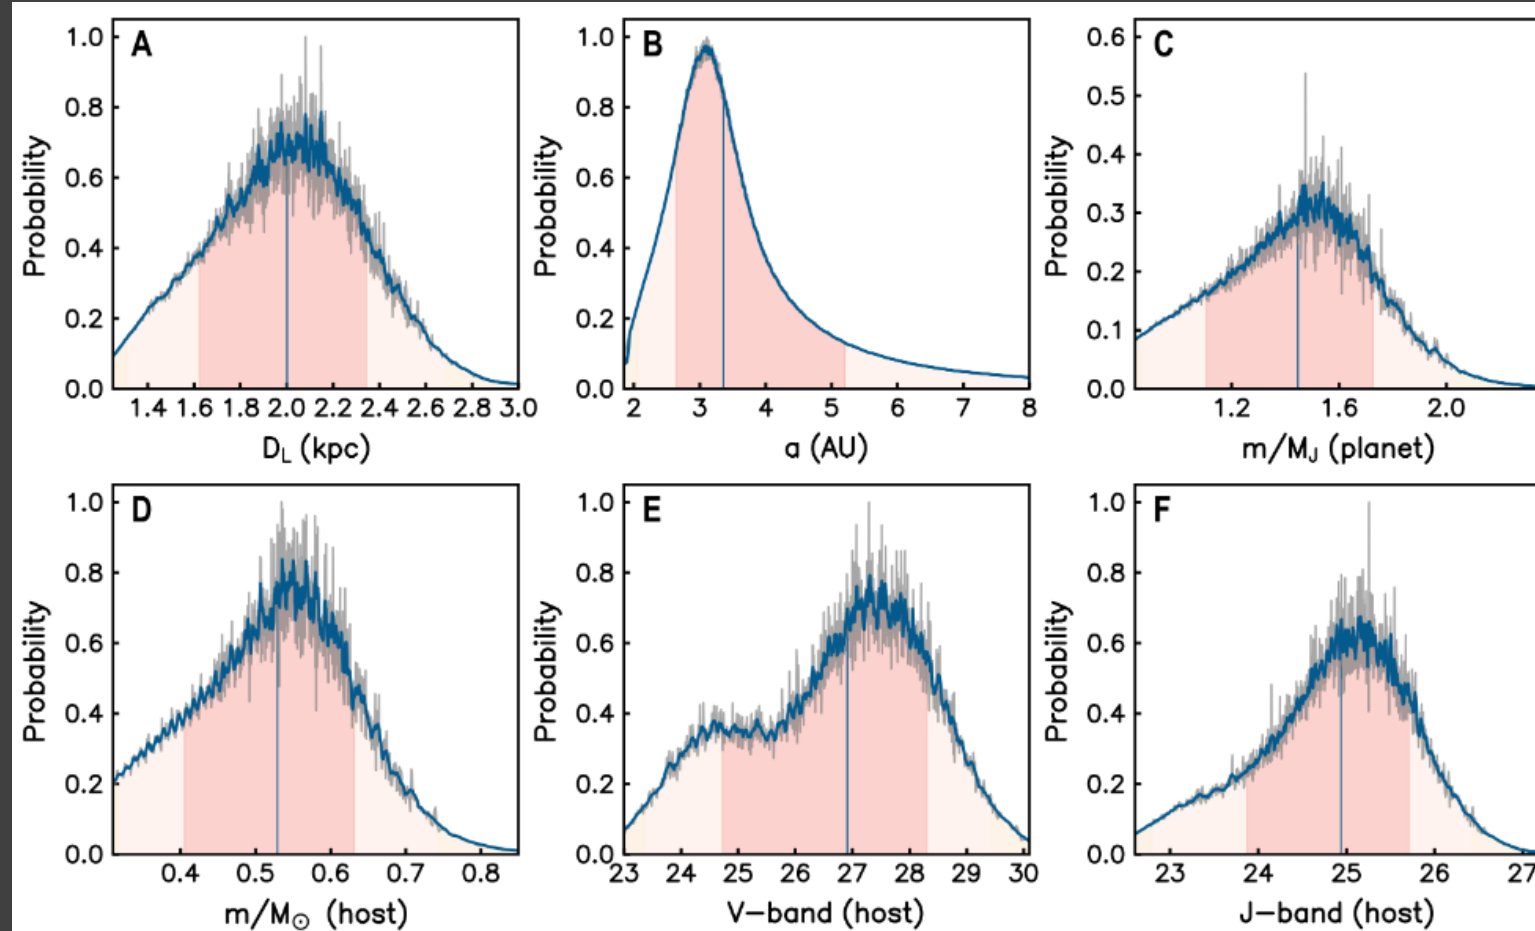 A
B
C
Probability
1.0
0.8
0.6
0.4
0.2
0.0
1.4 1.6 1.8 2.0 2.2 2.4 2.6 2.8 3.0
D_L (kpc)
Probability
1.0
0.8
0.6
0.4
0.2
0.0
2 3 4 5 6 7 8
a (AU)
Probability
0.6
0.5
0.4
0.3
0.2
0.1
0.0
1.2 1.6 2.0
m/M_J (planet)
D
E
F
Probability
1.0
0.8
0.6
0.4
0.2
0.0
0.4 0.5 0.6 0.7 0.8
m/M☉ (host)
Probability
1.0
0.8
0.6
0.4
0.2
0.0
23 24 25 26 27 28 29 30
V-band (host)
Probability
1.0
0.8
0.6
0.4
0.2
0.0
23 24 25 26 27
J-band (host)